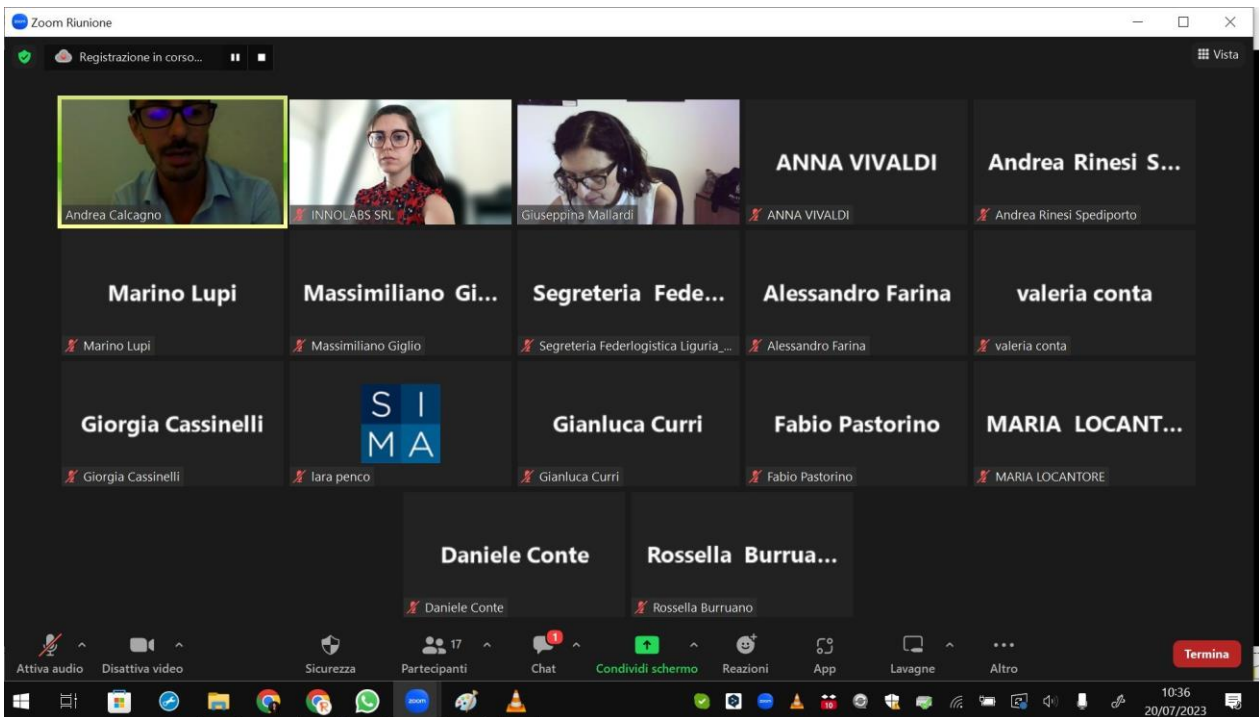 Zoom Riunione
Registrazione in corso...
Vista
Andrea Calcagno
INNOLABS SRL
Giuseppina Mallardi
ANNA VIVALDI
ANNA VIVALDI
Andrea Rinesi S...
Andrea Rinesi Spediporto
Marino Lupi
Marino Lupi
Massimiliano Gi...
Massimiliano Giglio
Segreteria Fede...
Segreteria Federlogistica Liguria_...
Alessandro Farina
Alessandro Farina
valeria conta
valeria conta
Giorgia Cassinelli
Giorgia Cassinelli
S I
M A
lara penco
Gianluca Curri
Gianluca Curri
Fabio Pastorino
Fabio Pastorino
MARIA LOCANT...
MARIA LOCANTORE
Daniele Conte
Daniele Conte
Rossella Burrua...
Rossella Burruano
Attiva audio
Disattiva video
Sicurezza
17
Partecipanti
1
Chat
Condividi schermo
Reazioni
App
Lavagne
Altro
Termina
zoom
10
10:36
20/07/2023